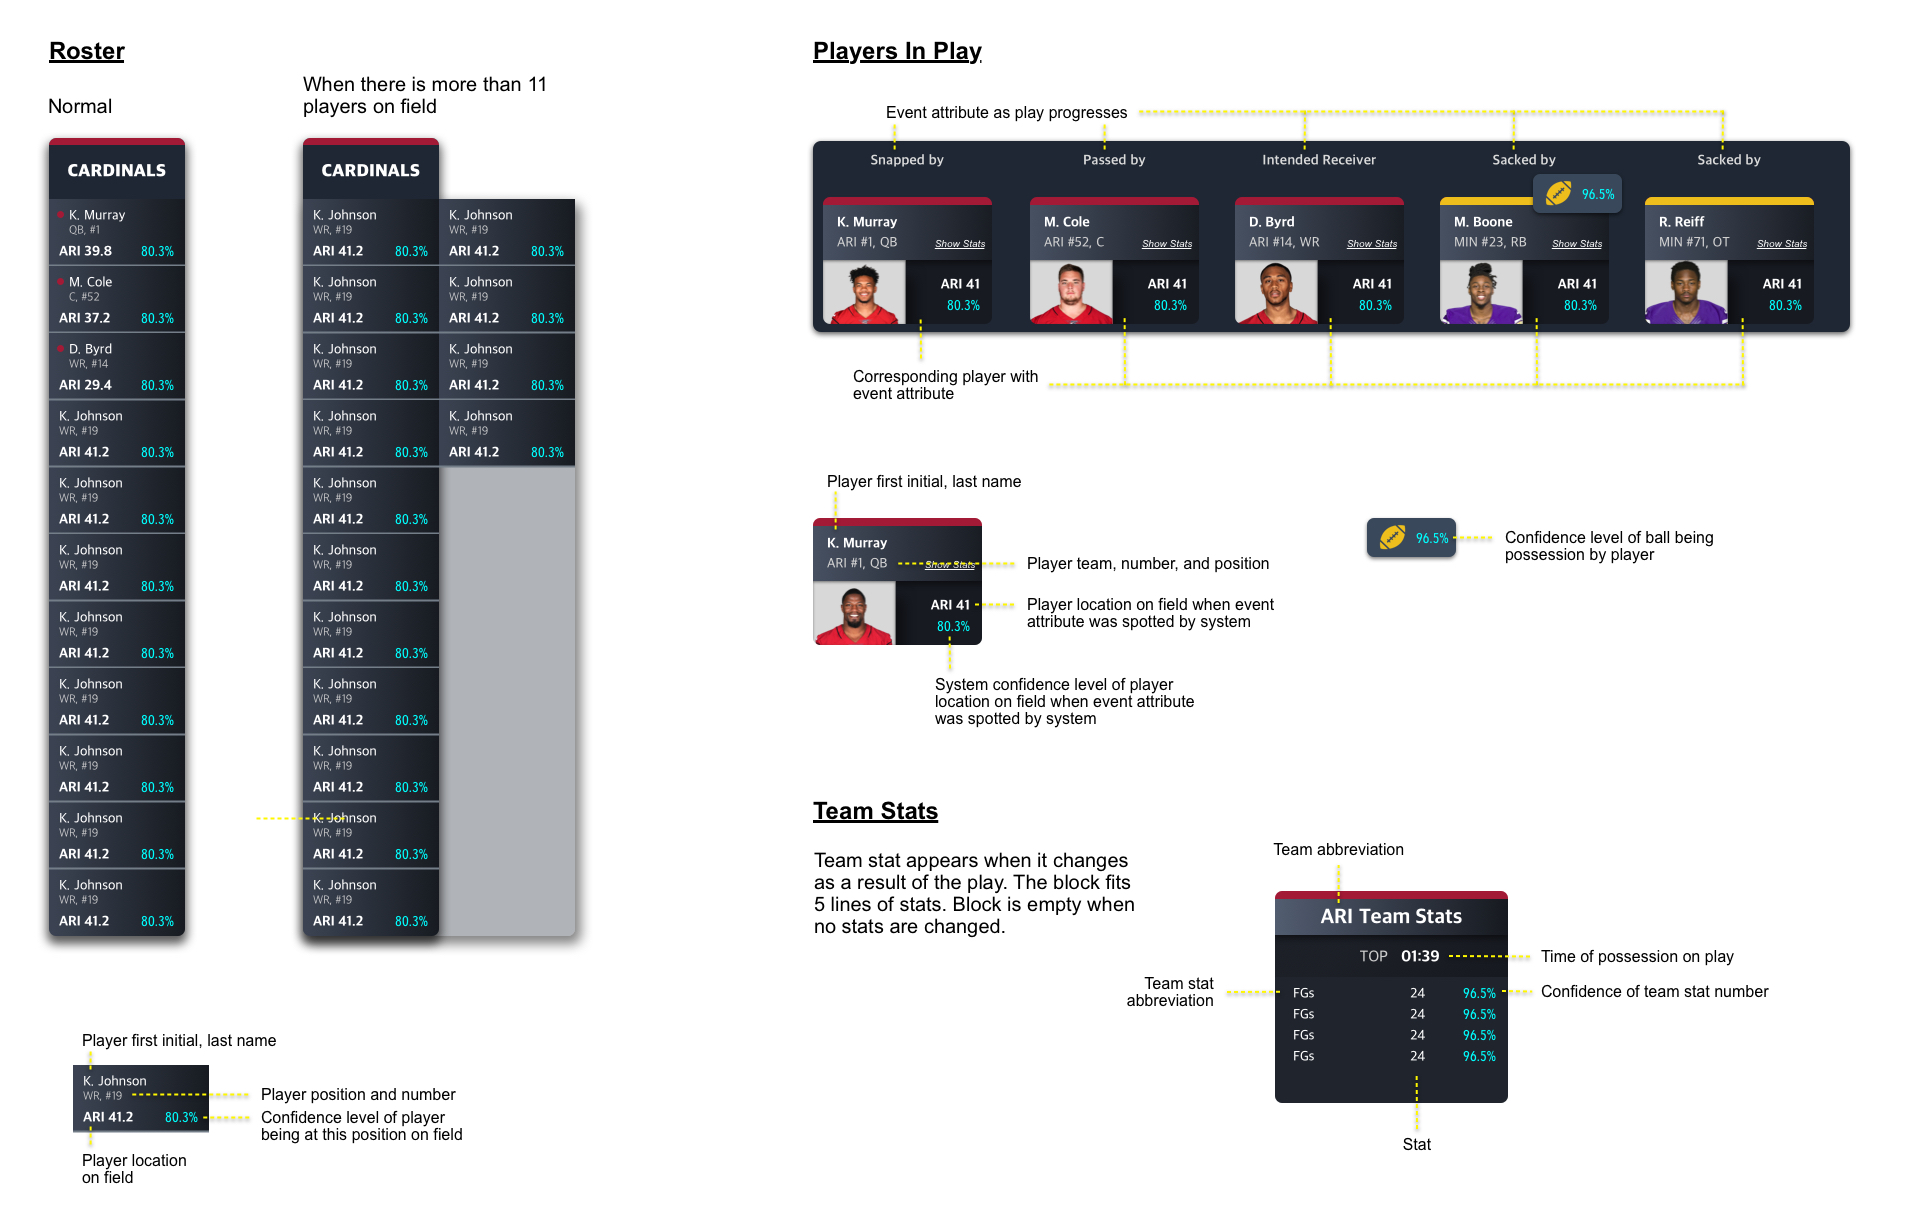 Roster
Normal
CARDINALS
K. Murray
QB, #1
ARI 39.8 80.3%
M. Cole
C, #52
ARI 37.2 80.3%
D. Byrd
WR, #14
ARI 29.4 80.3%
K. Johnson
WR, #19
ARI 41.2 80.3%
K. Johnson
WR, #19
ARI 41.2 80.3%
K. Johnson
WR, #19
ARI 41.2 80.3%
K. Johnson
WR, #19
ARI 41.2 80.3%
K. Johnson
WR, #19
ARI 41.2 80.3%
K. Johnson
WR, #19
ARI 41.2 80.3%
K. Johnson
WR, #19
ARI 41.2 80.3%
K. Johnson
WR, #19
ARI 41.2 80.3%
When there is more than 11
players on field
CARDINALS
K. Johnson
WR, #19
ARI 41.2 80.3%
K. Johnson
WR, #19
ARI 41.2 80.3%
K. Johnson
WR, #19
ARI 41.2 80.3%
K. Johnson
WR, #19
ARI 41.2 80.3%
K. Johnson
WR, #19
ARI 41.2 80.3%
K. Johnson
WR, #19
ARI 41.2 80.3%
K. Johnson
WR, #19
ARI 41.2 80.3%
K. Johnson
WR, #19
ARI 41.2 80.3%
K. Johnson
WR, #19
ARI 41.2 80.3%
K. Johnson
WR, #19
ARI 41.2 80.3%
K. Johnson
WR, #19
ARI 41.2 80.3%
K. Johnson
WR, #19
ARI 41.2 80.3%
K. Johnson
WR, #19
ARI 41.2 80.3%
K. Johnson
WR, #19
ARI 41.2 80.3%
K. Johnson
WR, #19
ARI 41.2 80.3%
Player first initial, last name
K. Johnson
WR, #19
ARI 41.2 80.3%
Player position and number
Confidence level of player
being at this position on field
Player location
on field
Players In Play
Event attribute as play progresses
Snapped by
K. Murray
ARI #1, QB Show Stats
ARI 41
80.3%
Passed by
M. Cole
ARI #52, C Show Stats
ARI 41
80.3%
Intended Receiver
D. Byrd
ARI #14, WR Show Stats
ARI 41
80.3%
Sacked by
96.5%
M. Boone
MIN #23, RB Show Stats
ARI 41
80.3%
Sacked by
R. Reiff
MIN #71, OT Show Stats
ARI 41
80.3%
Corresponding player with
event attribute
Player first initial, last name
K. Murray
ARI #1, QB Show Stats
ARI 41
80.3%
Player team, number, and position
Player location on field when event
attribute was spotted by system
System confidence level of player
location on field when event attribute
was spotted by system
96.5%
Confidence level of ball being
possession by player
Team Stats
Team stat appears when it changes
as a result of the play. The block fits
5 lines of stats. Block is empty when
no stats are changed.
Team abbreviation
ARI Team Stats
TOP 01:39
FGs 24 96.5%
FGs 24 96.5%
FGs 24 96.5%
FGs 24 96.5%
Time of possession on play
Confidence of team stat number
Team stat
abbreviation
Stat